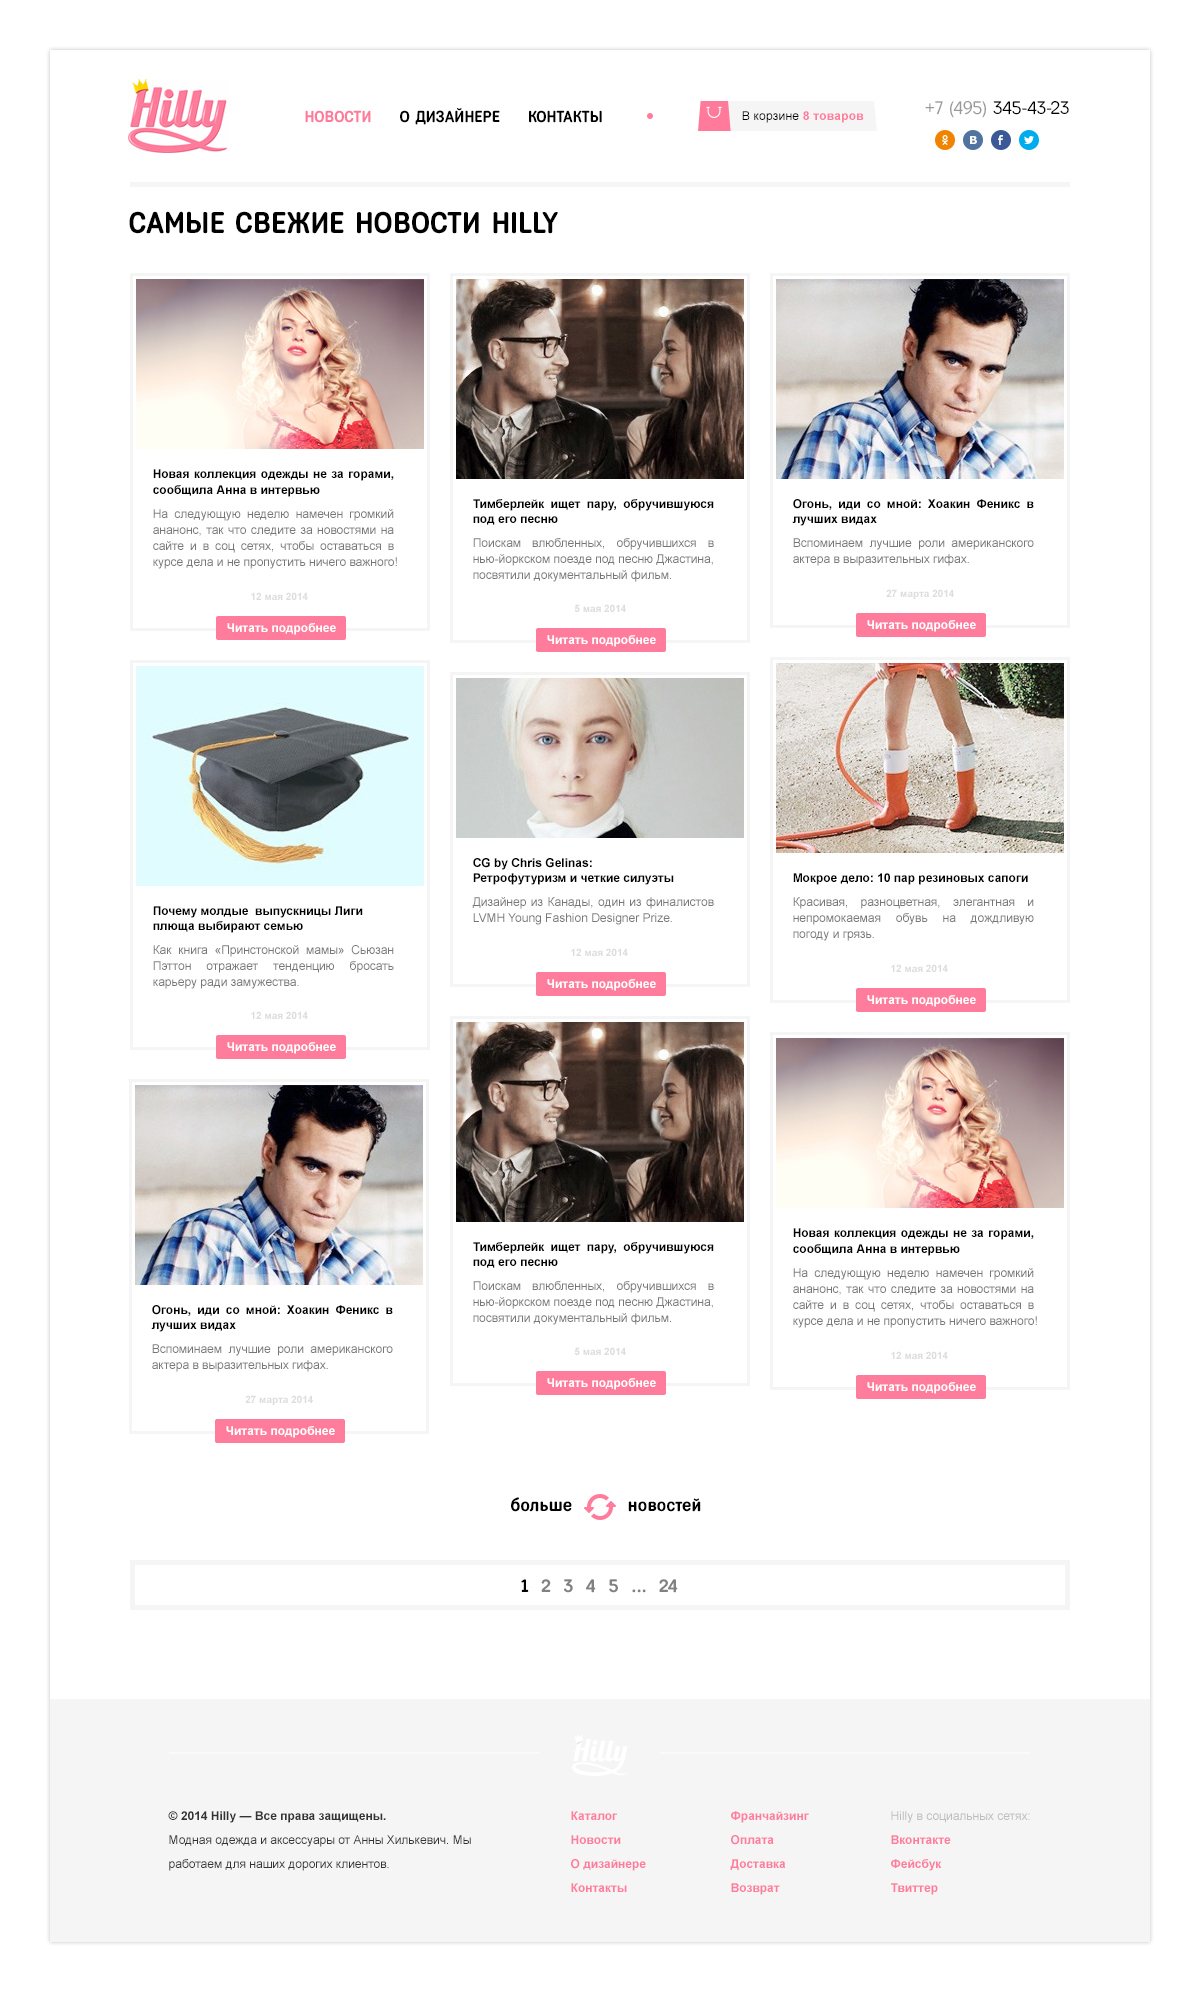 Hilly
НОВОСТИ О ДИЗАЙНЕРЕ КОНТАКТЫ
В корзине 8 товаров
+7 (495) 345-43-23
САМЫЕ СВЕЖИЕ НОВОСТИ HILLY
Новая коллекция одежды не за горами,
сообщила Анна в интервью
На следующую неделю намечен громкий
ананонс, так что следите за новостями на
сайте и в соц сетях, чтобы оставаться в
курсе дела и не пропустить ничего важного!
12 мая 2014
Читать подробнее
Тимберлейк ищет пару, обручившуюся
под его песню
Поискам влюбленных, обручившихся в
нью-йоркском поезде под песню Джастина,
посвятили документальный фильм.
5 мая 2014
Читать подробнее
Огонь, иди со мной: Хоакин Феникс в
лучших видах
Вспоминаем лучшие роли американского
актера в выразительных гифах.
27 марта 2014
Читать подробнее
Почему молдые выпускницы Лиги
плюща выбирают семью
Как книга «Принстонской мамы» Сьюзан
Пэттон отражает тенденцию бросать
карьеру ради замужества.
12 мая 2014
Читать подробнее
CG by Chris Gelinas:
Ретрофутуризм и четкие силуэты
Дизайнер из Канады, один из финалистов
LVMH Young Fashion Designer Prize.
12 мая 2014
Читать подробнее
Мокрое дело: 10 пар резиновых сапоги
Красивая, разноцветная, элегантная и
непромокаемая обувь на дождливую
погоду и грязь.
12 мая 2014
Читать подробнее
Огонь, иди со мной: Хоакин Феникс в
лучших видах
Вспоминаем лучшие роли американского
актера в выразительных гифах.
27 марта 2014
Читать подробнее
Тимберлейк ищет пару, обручившуюся
под его песню
Поискам влюбленных, обручившихся в
нью-йоркском поезде под песню Джастина,
посвятили документальный фильм.
5 мая 2014
Читать подробнее
Новая коллекция одежды не за горами,
сообщила Анна в интервью
На следующую неделю намечен громкий
ананонс, так что следите за новостями на
сайте и в соц сетях, чтобы оставаться в
курсе дела и не пропустить ничего важного!
12 мая 2014
Читать подробнее
больше новостей
1 2 3 4 5 ... 24
Hilly
© 2014 Hilly — Все права защищены.
Модная одежда и аксессуары от Анны Хилькевич. Мы
работаем для наших дорогих клиентов.
Каталог
Новости
О дизайнере
Контакты
Франчайзинг
Оплата
Доставка
Возврат
Hilly в социальных сетях:
Вконтакте
Фейсбук
Твиттер